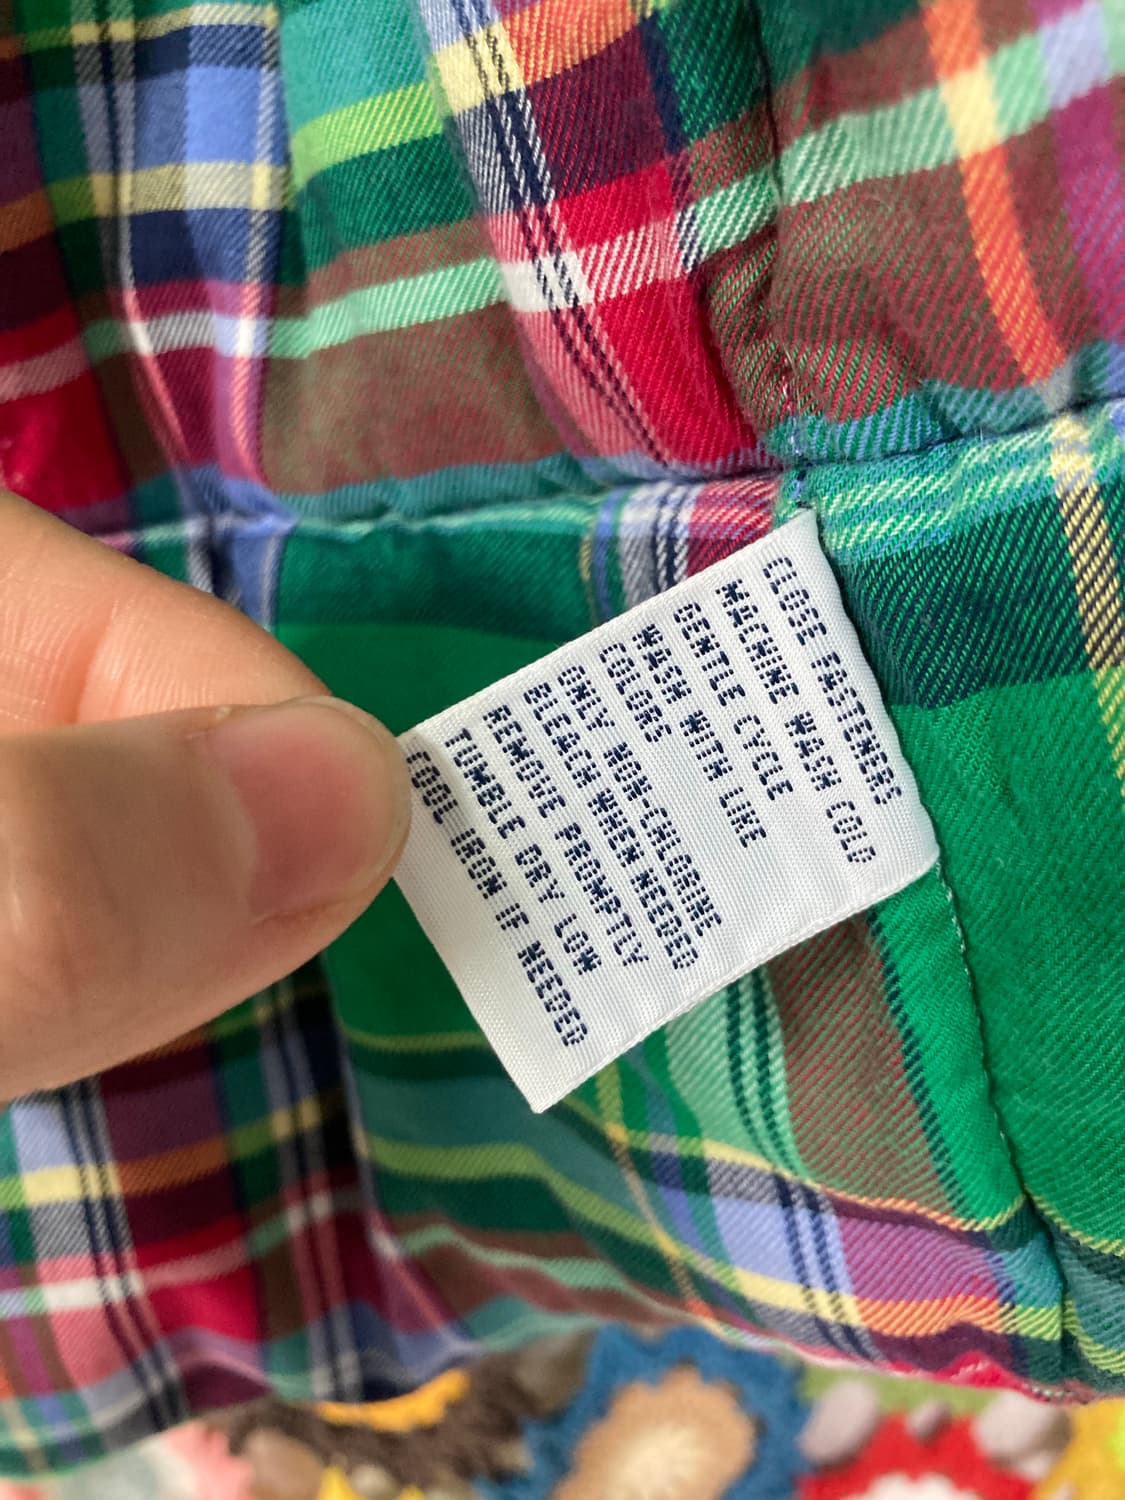 CLOSE FASTENERS
MACHINE WASH COLD
GENTLE CYCLE
WASH WITH LIKE
COLORS
ONLY NON-CHLORINE
BLEACH WHEN NEEDED
REMOVE PROMPTLY
TUMBLE DRY LOW
COOL IRON IF NEEDED